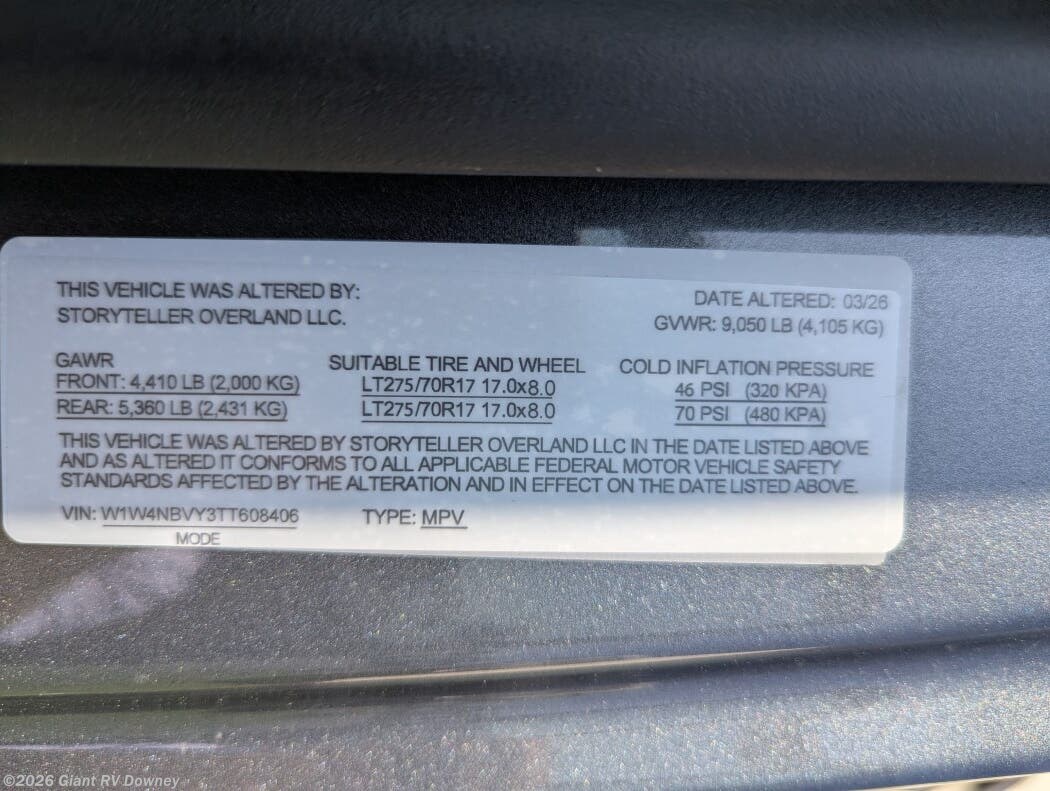 THIS VEHICLE WAS ALTERED BY:
STORYTELLER OVERLAND LLC.
DATE ALTERED: 03/26
GVWR: 9,050 LB (4,105 KG)
GAWR
FRONT: 4,410 LB (2,000 KG)
REAR: 5,360 LB (2,431 KG)
SUITABLE TIRE AND WHEEL
LT275/70R17 17.0x8.0
LT275/70R17 17.0x8.0
COLD INFLATION PRESSURE
46 PSI (320 KPA)
70 PSI (480 KPA)
THIS VEHICLE WAS ALTERED BY STORYTELLER OVERLAND LLC IN THE DATE LISTED ABOVE
AND AS ALTERED IT CONFORMS TO ALL APPLICABLE FEDERAL MOTOR VEHICLE SAFETY
STANDARDS AFFECTED BY THE ALTERATION AND IN EFFECT ON THE DATE LISTED ABOVE.
VIN: W1W4NBVY3TT608406 TYPE: MPV
MODE
©2026 Giant RV Downey